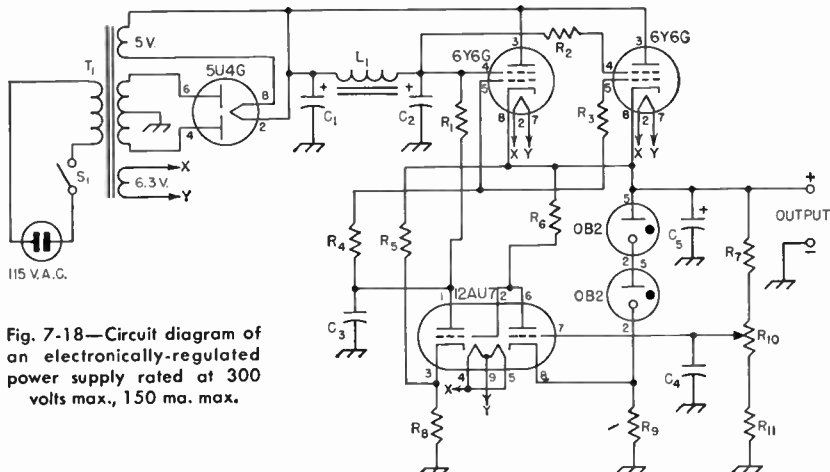 T₁
5 V.
5U4G
6
8
4
2
6.3 V.
X
Y
S₁
115 V. A.C.
L₁
+
+
C₁
C₂
R₁
6Y6G
3
4
5
8
2
7
X
Y
R₂
6Y6G
3
4
5
8
2
7
X
Y
R₃
R₄
R₅
R₆
5
OB2
2
5
OB2
2
C₅
+
R₇
+
OUTPUT
–
1
12AU7
2
6
7
C₃
3
4
9
5
8
X
Y
R₈
R₉
C₄
R₁₀
R₁₁
Fig. 7-18—Circuit diagram of
an electronically-regulated
power supply rated at 300
volts max., 150 ma. max.